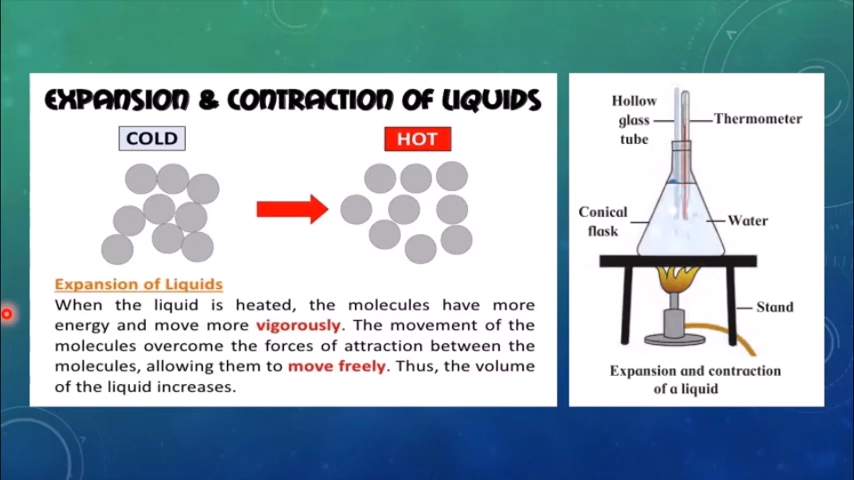 EXPANSION & CONTRACTION OF LIQUIDS
COLD
HOT
Expansion of Liquids
When the liquid is heated, the molecules have more
energy and move more vigorously. The movement of the
molecules overcome the forces of attraction between the
molecules, allowing them to move freely. Thus, the volume
of the liquid increases.
Hollow
glass
tube
Thermometer
Conical
flask
Water
Stand
Expansion and contraction
of a liquid